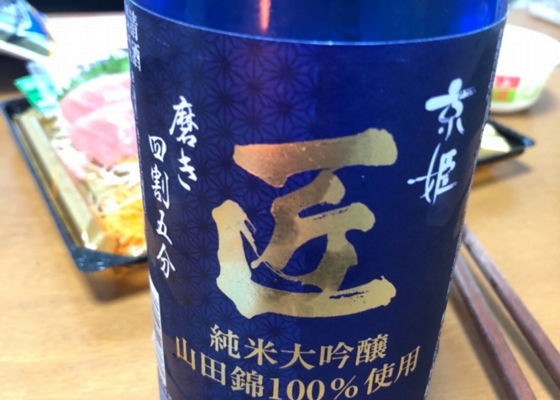 清酒
京姫
匠
磨き
四割五分
純米大吟醸
山田錦100%使用